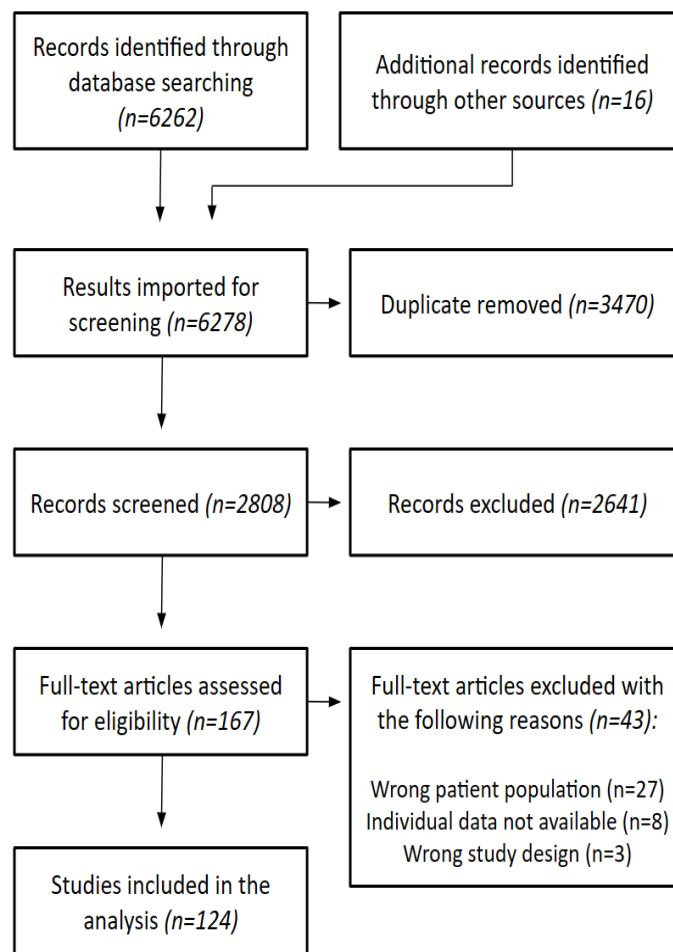 Records identified through
database searching
(n=6262)
Additional records identified
through other sources (n=16)
Results imported for
screening (n=6278)
Duplicate removed (n=3470)
Records screened (n=2808)
Records excluded (n=2641)
Full-text articles assessed
for eligibility (n=167)
Full-text articles excluded with
the following reasons (n=43):
Wrong patient population (n=27)
Individual data not available (n=8)
Wrong study design (n=3)
Studies included in the
analysis (n=124)